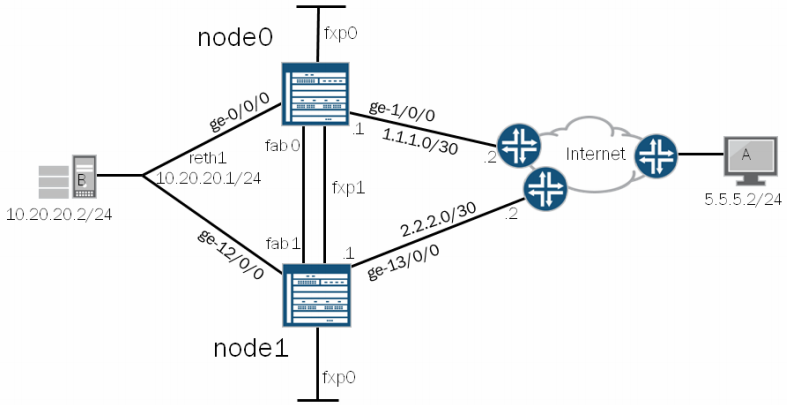 node0
fxp0
ge-0/0/0
ge-1/0/0
.1
1.1.1.0/30
fab0
reth1
10.20.20.1/24
B
10.20.20.2/24
fxp1
.2
Internet
A
5.5.5.2/24
.2
2.2.2.0/30
fab1
.1
ge-12/0/0
ge-13/0/0
node1
fxp0